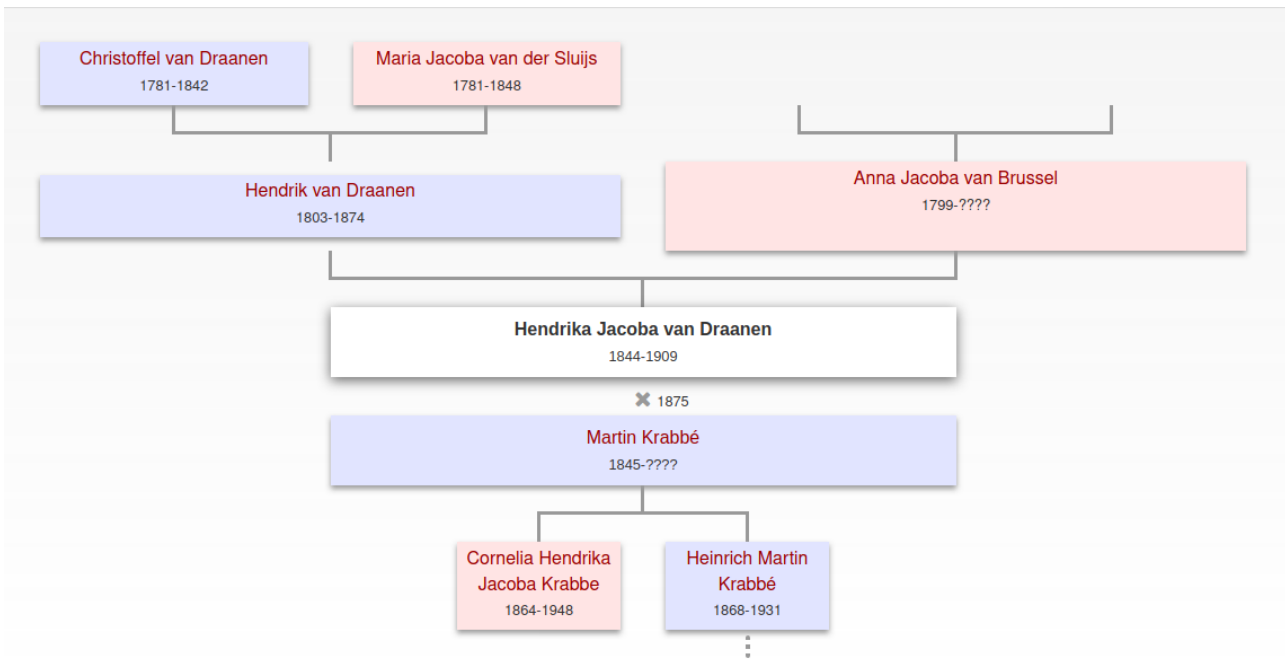 Christoffel van Draanen
1781-1842
Maria Jacoba van der Sluijs
1781-1848
Hendrik van Draanen
1803-1874
Anna Jacoba van Brussel
1799-????
Hendrika Jacoba van Draanen
1844-1909
1875
Martin Krabbé
1845-????
Cornelia Hendrika
Jacoba Krabbe
1864-1948
Heinrich Martin
Krabbé
1868-1931